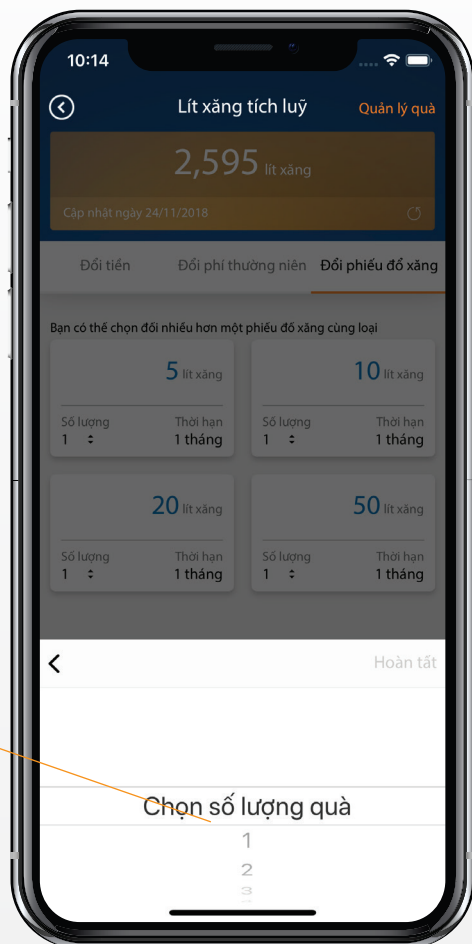 10:14
Lít xăng tích luỹ Quản lý quà
2,595 lít xăng
Cập nhật ngày 24/11/2018
Đổi tiền Đổi phí thường niên Đổi phiếu đổ xăng
Bạn có thể chọn đổi nhiều hơn một phiếu đổ xăng cùng loại
5 lít xăng 10 lít xăng
Số lượng Thời hạn Số lượng Thời hạn
1 1 tháng 1 1 tháng
20 lít xăng 50 lít xăng
Số lượng Thời hạn Số lượng Thời hạn
1 1 tháng 1 1 tháng
Hoàn tất
Chọn số lượng quà
1
2
3